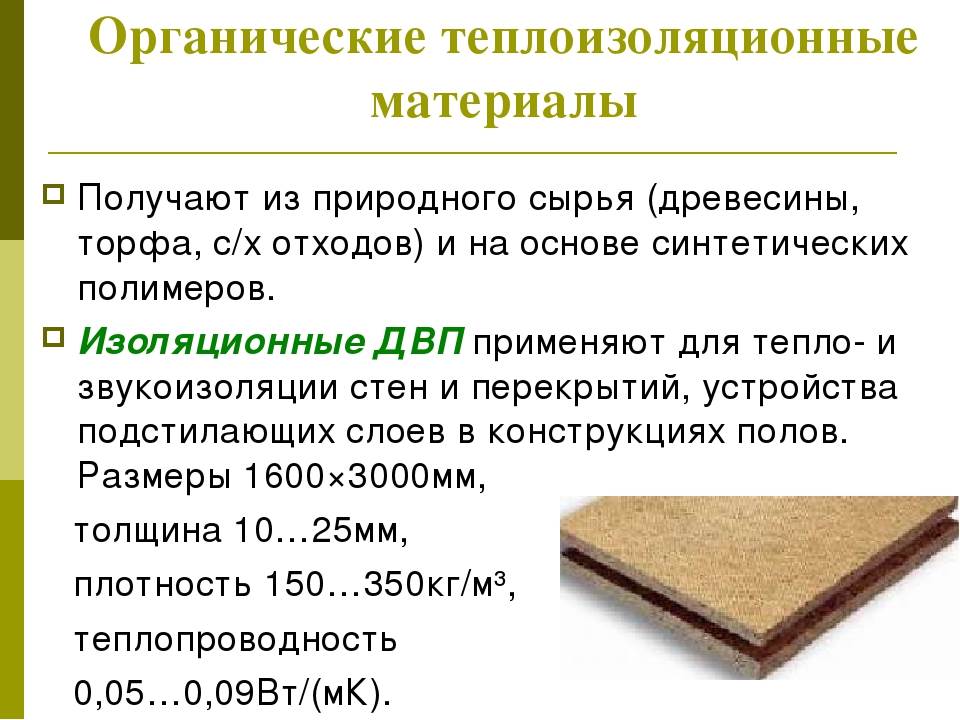 Органические теплоизоляционные
материалы
Получают из природного сырья (древесины,
торфа, с/х отходов) и на основе синтетических
полимеров.
Изоляционные ДВП применяют для тепло- и
звукоизоляции стен и перекрытий, устройства
подстилающих слоев в конструкциях полов.
Размеры 1600×3000мм,
толщина 10…25мм,
плотность 150…350кг/м³,
теплопроводность
0,05…0,09Вт/(мК).